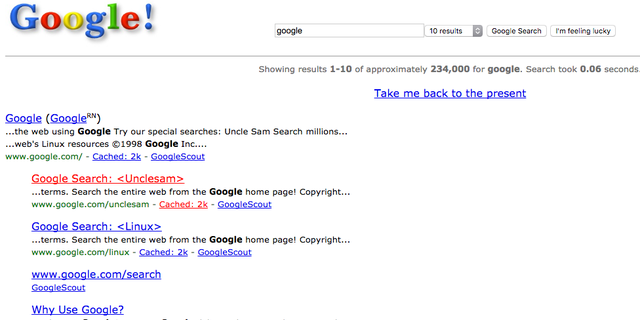 Google!
google 10 results Google Search I'm feeling lucky
Showing results 1-10 of approximately 234,000 for google. Search took 0.06 seconds.
Take me back to the present
Google (GoogleRN)
...the web using Google Try our special searches: Uncle Sam Search millions...
...web's Linux resources ©1998 Google Inc....
www.google.com/ - Cached: 2k - GoogleScout
Google Search: <Unclesam>
...terms. Search the entire web from the Google home page! Copyright...
www.google.com/unclesam - Cached: 2k - GoogleScout
Google Search: <Linux>
...terms. Search the entire web from the Google home page! Copyright...
www.google.com/linux - Cached: 2k - GoogleScout
www.google.com/search
GoogleScout
Why Use Google?